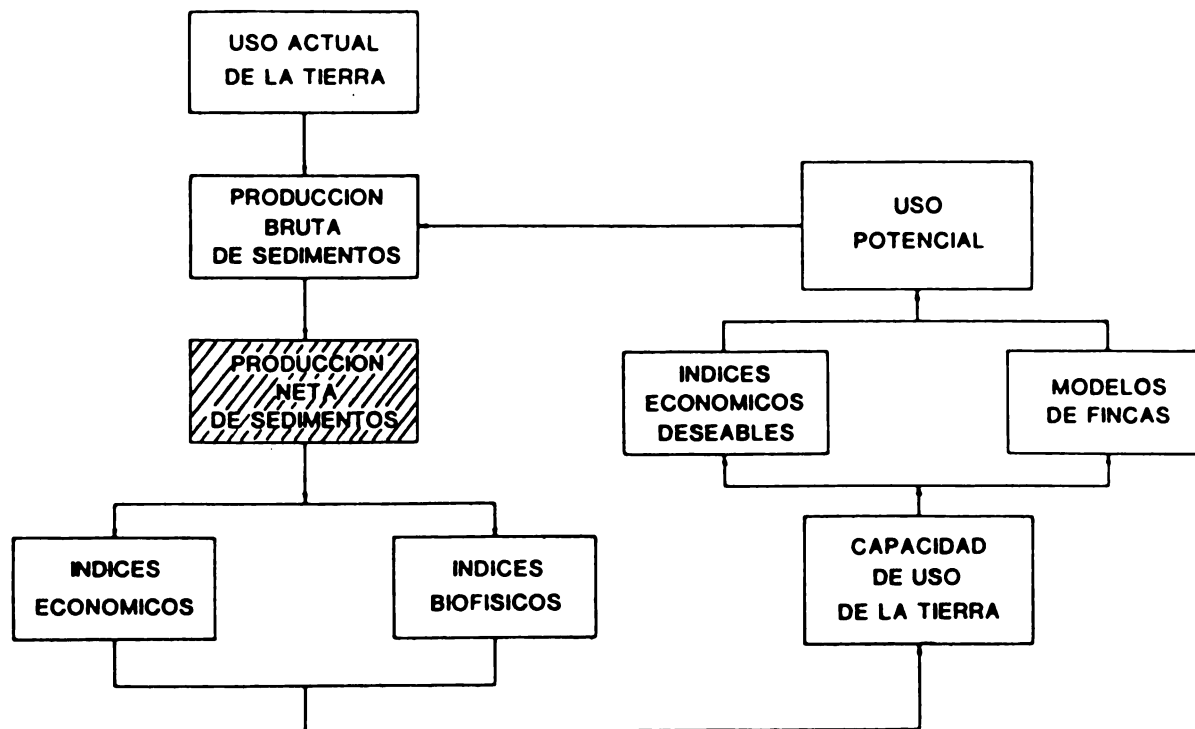 USO ACTUAL
DE LA TIERRA
PRODUCCION
BRUTA
DE SEDIMENTOS
USO
POTENCIAL
PRODUCCION
NETA
DE SEDIMENTOS
INDICES
ECONOMICOS
DESEABLES
MODELOS
DE FINCAS
INDICES
ECONOMICOS
INDICES
BIOFISICOS
CAPACIDAD
DE USO
DE LA TIERRA